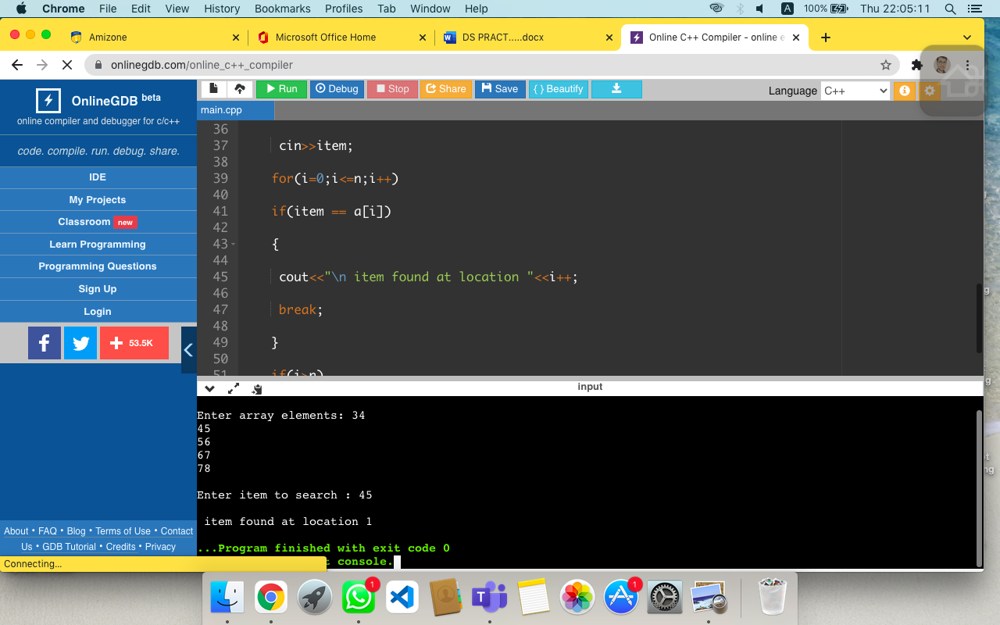 Chrome File Edit View History Bookmarks Profiles Tab Window Help A 100% Thu 22:05:11
Amizone Microsoft Office Home DS PRACT.....docx Online C++ Compiler - online e
onlinegdb.com/online_c++_compiler
OnlineGDB beta
online compiler and debugger for c/c++
code. compile. run. debug. share.
IDE
My Projects
Classroom new
Learn Programming
Programming Questions
Sign Up
Login
53.5K
About • FAQ • Blog • Terms of Use • Contact
Us • GDB Tutorial • Credits • Privacy
Connecting...
Run Debug Stop Share Save { } Beautify
Language C++
main.cpp
36
37 cin>>item;
38
39 for(i=0;i<=n;i++)
40
41 if(item == a[i])
42
43 {
44
45 cout<<"\n item found at location "<<i++;
46
47 break;
48
49 }
50
51 if(i>n)
input
Enter array elements: 34
45
56
67
78
Enter item to search : 45
item found at location 1
...Program finished with exit code 0
console.
1
1